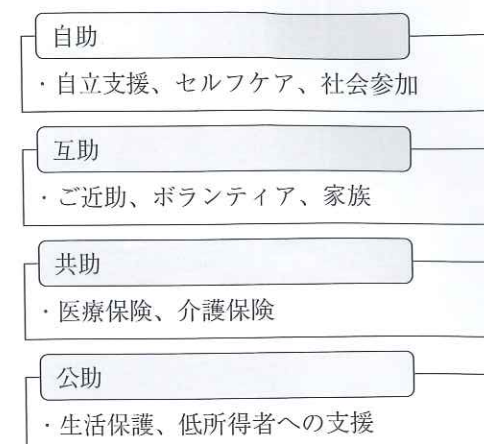 自助
・自立支援、セルフケア、社会参加
互助
・ご近助、ボランティア、家族
共助
・医療保険、介護保険
公助
・生活保護、低所得者への支援